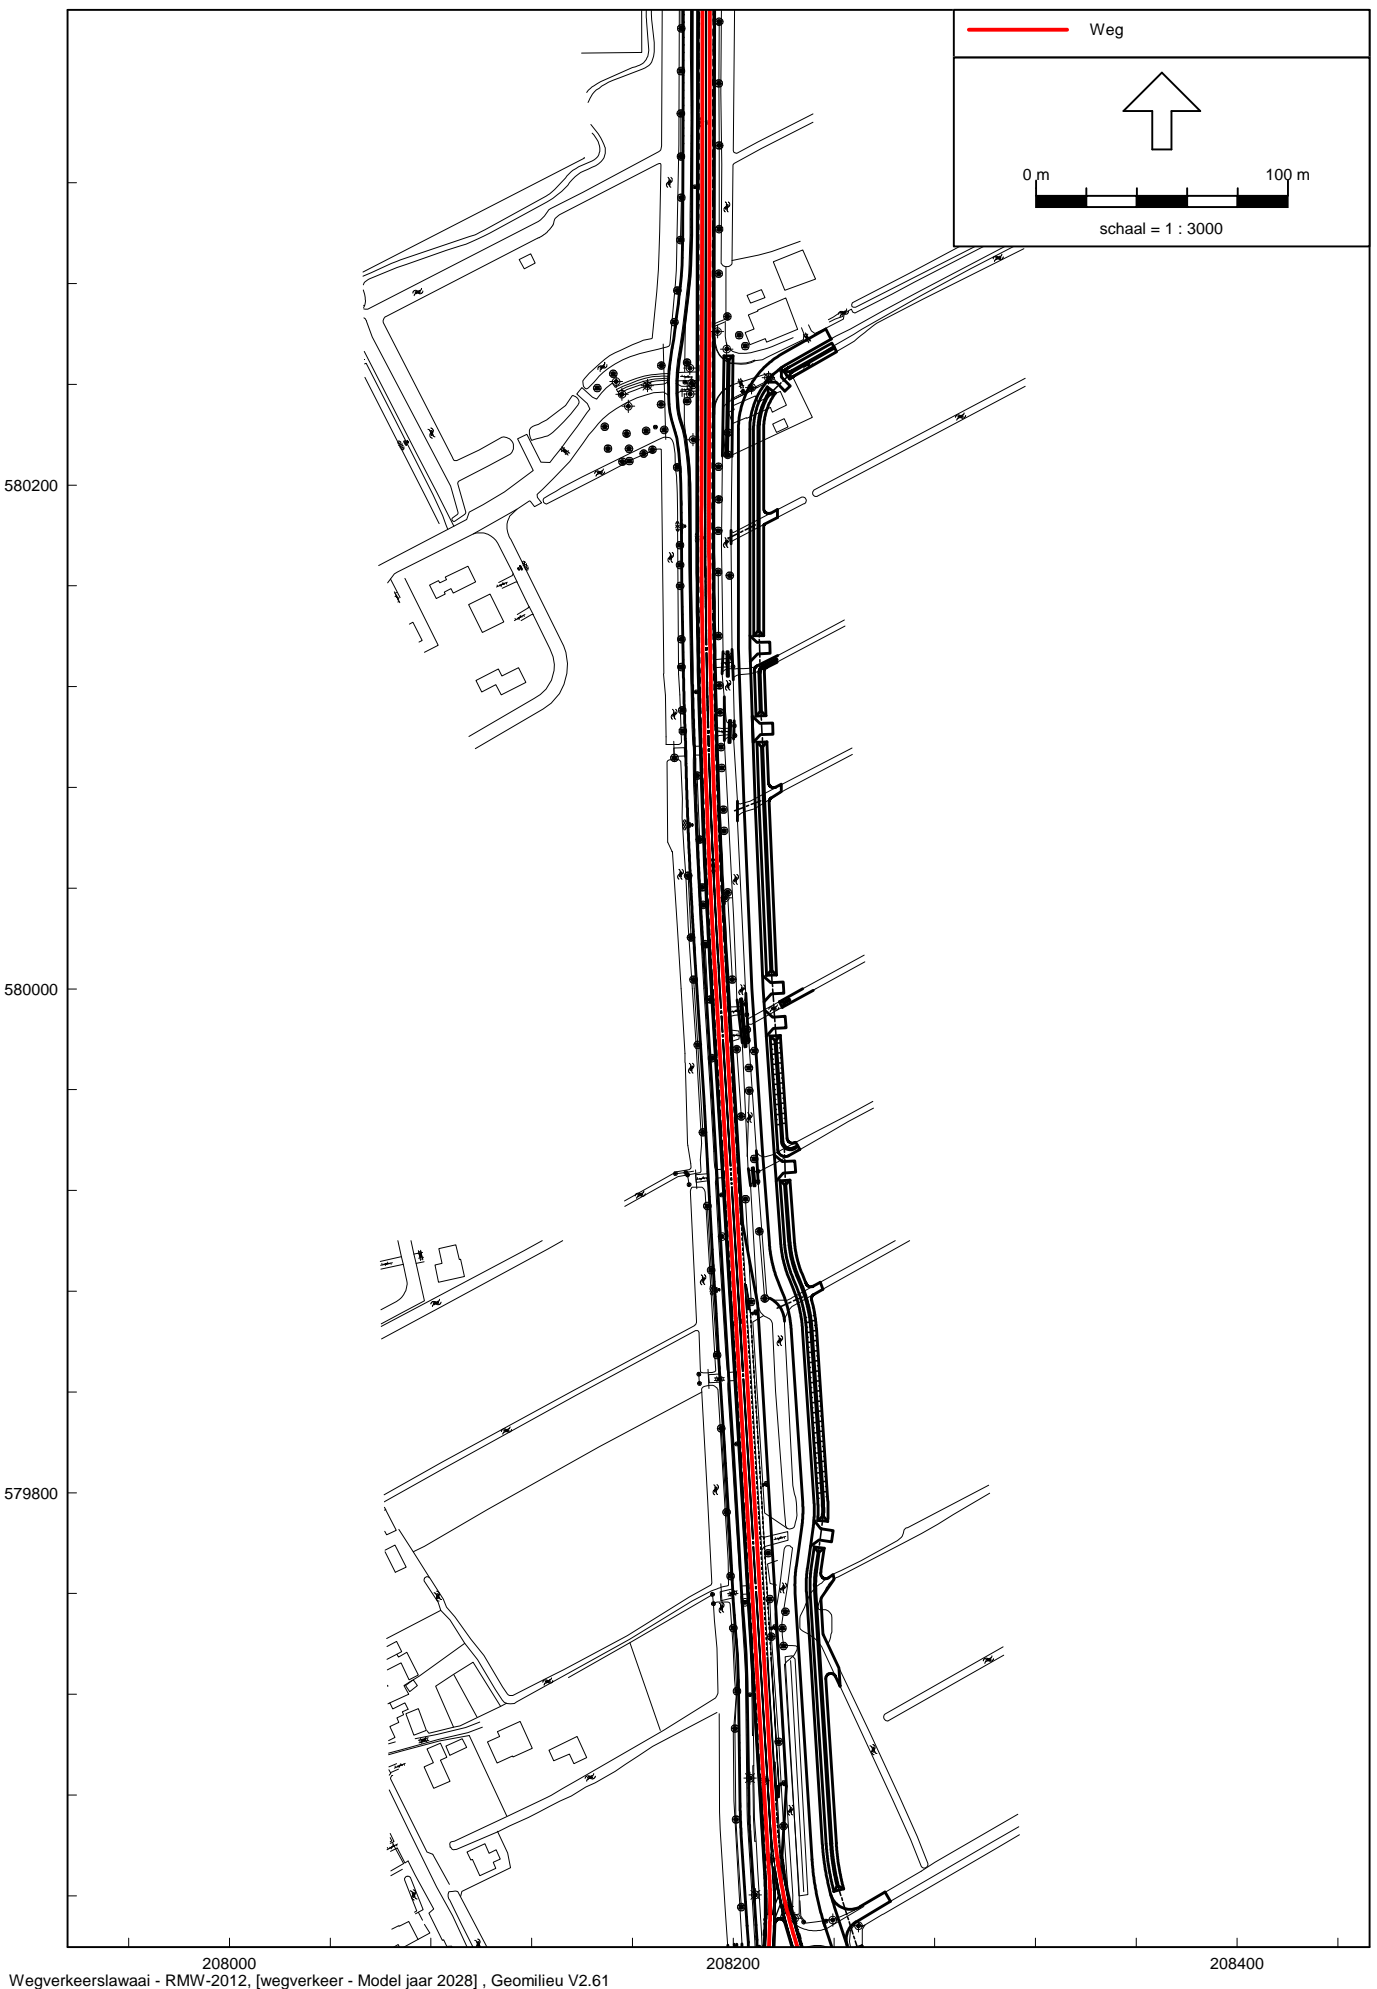 Weg
0 m 100 m
schaal = 1 : 3000
580200
580000
579800
208000 208200 208400
Wegverkeerslawaai - RMW-2012, [wegverkeer - Model jaar 2028] , Geomilieu V2.61